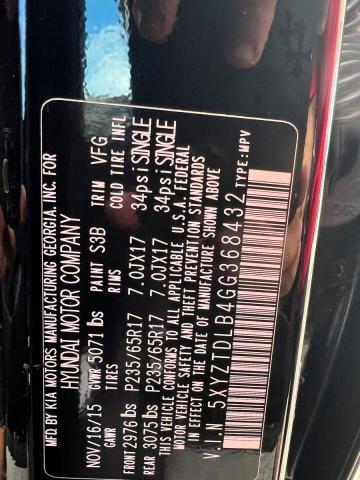 MFD.BY KIA MOTORS MANUFACTURING GEORGIA, INC. FOR
HYUNDAI MOTOR COMPANY
NOV/16/15 GVWR 5071 lbs PAINT S3B TRIM VFG
GAWR TIRES RIMS COLD TIRE INFL
FRONT 2976 lbs P235/65R17 7.0JX17 34psi SINGLE
REAR 3075 lbs P235/65R17 7.0JX17 34psi SINGLE
THIS VEHICLE CONFORMS TO ALL APPLICABLE U.S.A. FEDERAL
MOTOR VEHICLE SAFETY AND THEFT PREVENTION STANDARDS
IN EFFECT ON THE DATE OF MANUFACTURE SHOWN ABOVE
V.I.N 5XYZTDLB4GG368432 TYPE:MPV